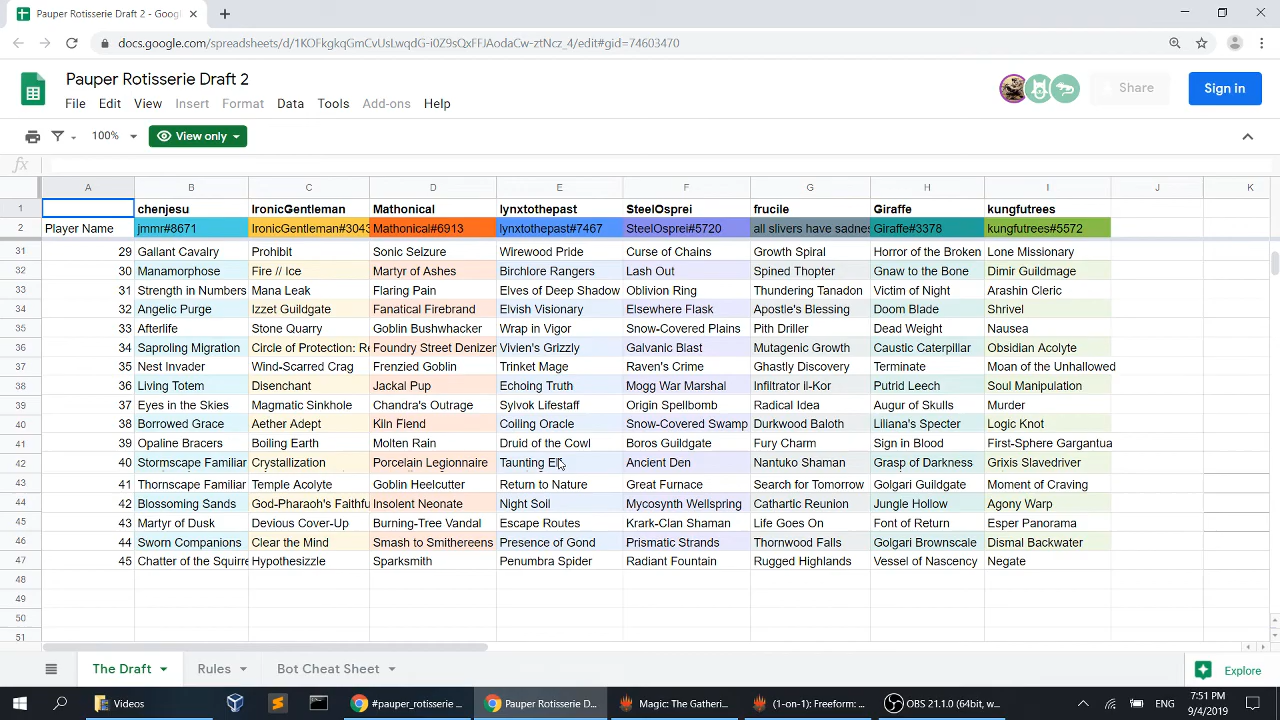 Pauper Rotisserie Draft 2 - Goog
docs.google.com/spreadsheets/d/1KOFkgkqGmCvUsLwqdG-i0Z9sQxFFJAodaCw-ztNcz_4/edit#gid=74603470
Pauper Rotisserie Draft 2
File Edit View Insert Format Data Tools Add-ons Help
Share
Sign in
100% View only
fx
A B C D E F G H I J K
1 chenjesu IronicGentleman Mathonical lynxtothepast SteelOsprei frucile Giraffe kungfutrees
2 Player Name jmmr#8671 IronicGentleman#3043 Mathonical#6913 lynxtothepast#7467 SteelOsprei#5720 all slivers have sadnes Giraffe#3378 kungfutrees#5572
31 29 Gallant Cavalry Prohibit Sonic Seizure Wirewood Pride Curse of Chains Growth Spiral Horror of the Broken Lone Missionary
32 30 Manamorphose Fire // Ice Martyr of Ashes Birchlore Rangers Lash Out Spined Thopter Gnaw to the Bone Dimir Guildmage
33 31 Strength in Numbers Mana Leak Flaring Pain Elves of Deep Shadow Oblivion Ring Thundering Tanadon Victim of Night Arashin Cleric
34 32 Angelic Purge Izzet Guildgate Fanatical Firebrand Elvish Visionary Elsewhere Flask Apostle's Blessing Doom Blade Shrivel
35 33 Afterlife Stone Quarry Goblin Bushwhacker Wrap in Vigor Snow-Covered Plains Pith Driller Dead Weight Nausea
36 34 Saproling Migration Circle of Protection: Re Foundry Street Denizen Vivien's Grizzly Galvanic Blast Mutagenic Growth Caustic Caterpillar Obsidian Acolyte
37 35 Nest Invader Wind-Scarred Crag Frenzied Goblin Trinket Mage Raven's Crime Ghastly Discovery Terminate Moan of the Unhallowed
38 36 Living Totem Disenchant Jackal Pup Echoing Truth Mogg War Marshal Infiltrator il-Kor Putrid Leech Soul Manipulation
39 37 Eyes in the Skies Magmatic Sinkhole Chandra's Outrage Sylvok Lifestaff Origin Spellbomb Radical Idea Augur of Skulls Murder
40 38 Borrowed Grace Aether Adept Kiln Fiend Coiling Oracle Snow-Covered Swamp Durkwood Baloth Liliana's Specter Logic Knot
41 39 Opaline Bracers Boiling Earth Molten Rain Druid of the Cowl Boros Guildgate Fury Charm Sign in Blood First-Sphere Gargantua
42 40 Stormscape Familiar Crystallization Porcelain Legionnaire Taunting Elf Ancient Den Nantuko Shaman Grasp of Darkness Grixis Slavedriver
43 41 Thornscape Familiar Temple Acolyte Goblin Heelcutter Return to Nature Great Furnace Search for Tomorrow Golgari Guildgate Moment of Craving
44 42 Blossoming Sands God-Pharaoh's Faithfu Insolent Neonate Night Soil Mycosynth Wellspring Cathartic Reunion Jungle Hollow Agony Warp
45 43 Martyr of Dusk Devious Cover-Up Burning-Tree Vandal Escape Routes Krark-Clan Shaman Life Goes On Font of Return Esper Panorama
46 44 Sworn Companions Clear the Mind Smash to Smithereens Presence of Gond Prismatic Strands Thornwood Falls Golgari Brownscale Dismal Backwater
47 45 Chatter of the Squirre Hypothesizzle Sparksmith Penumbra Spider Radiant Fountain Rugged Highlands Vessel of Nascency Negate
48
49
50
51
The Draft Rules Bot Cheat Sheet Explore
Videos #pauper_rotisserie ... Pauper Rotisserie D... Magic: The Gatheri... (1-on-1): Freeform: ... OBS 21.1.0 (64bit, w... 7:51 PM
9/4/2019